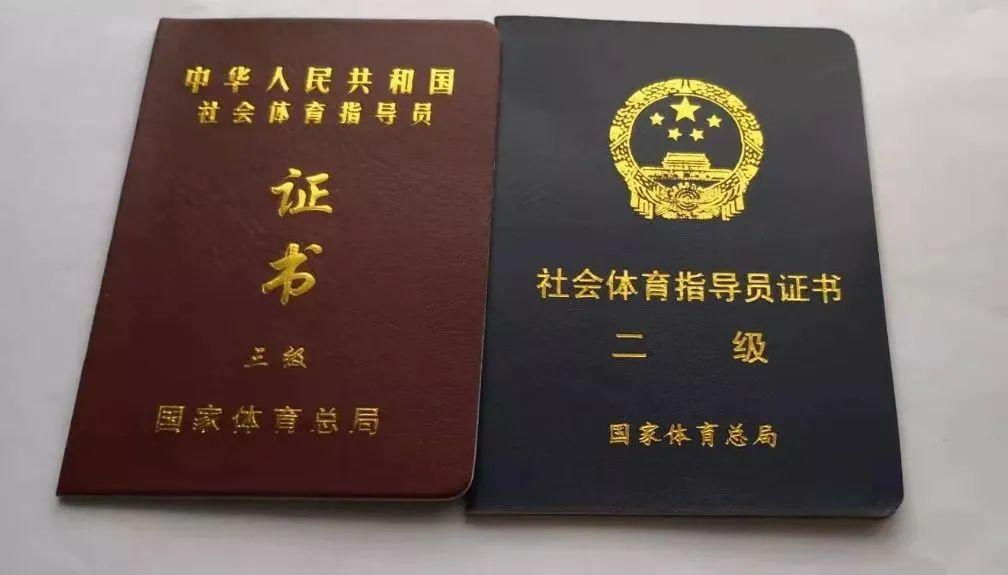 中华人民共和国
社会体育指导员
证
书
三级
国家体育总局
社会体育指导员证书
二级
国家体育总局